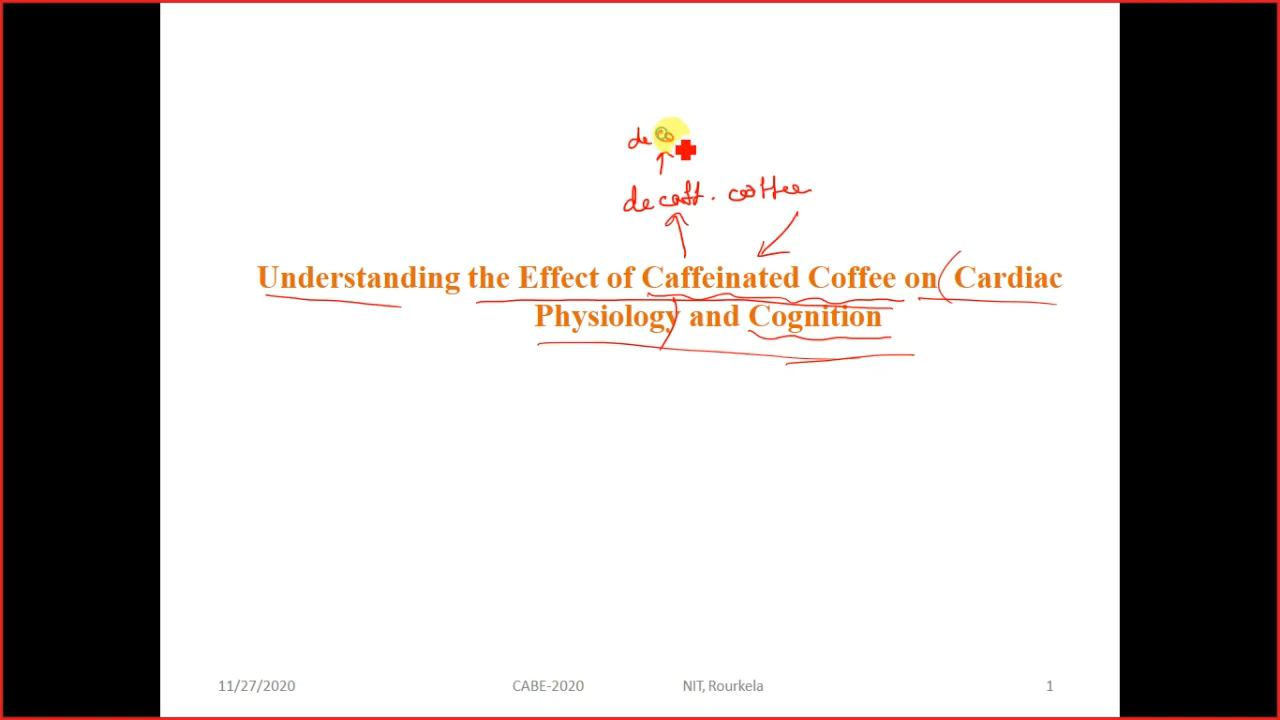 de
decaff. coffee
Understanding the Effect of Caffeinated Coffee on Cardiac
Physiology and Cognition
11/27/2020 CABE-2020 NIT, Rourkela 1